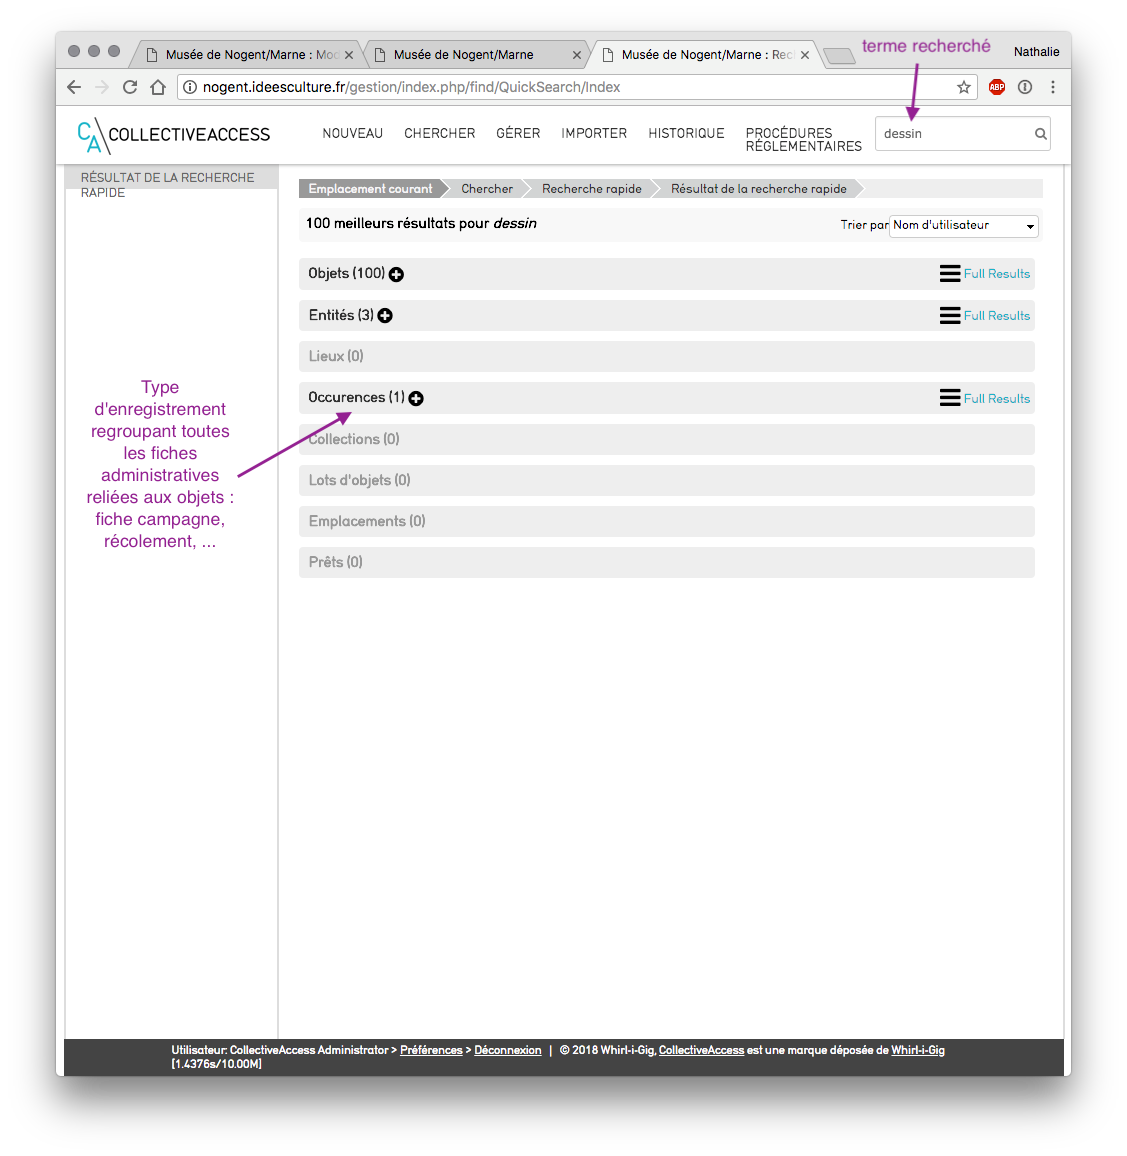 Musée de Nogent/Marne : Mod
Musée de Nogent/Marne
Musée de Nogent/Marne : Rec
terme recherché
Nathalie
nogent.ideesculture.fr/gestion/index.php/find/QuickSearch/Index
ABP
CA\COLLECTIVEACCESS
NOUVEAU
CHERCHER
GÉRER
IMPORTER
HISTORIQUE
PROCÉDURES
RÉGLEMENTAIRES
dessin
RÉSULTAT DE LA RECHERCHE
RAPIDE
Emplacement courant
Chercher
Recherche rapide
Résultat de la recherche rapide
100 meilleurs résultats pour dessin
Trier par Nom d'utilisateur
Objets (100)
Full Results
Entités (3)
Full Results
Lieux (0)
Occurences (1)
Full Results
Collections (0)
Lots d'objets (0)
Emplacements (0)
Prêts (0)
Type
d'enregistrement
regroupant toutes
les fiches
administratives
reliées aux objets :
fiche campagne,
récolement, ...
Utilisateur: CollectiveAccess Administrator > Préférences > Déconnexion | © 2018 Whirl-i-Gig, CollectiveAccess est une marque déposée de Whirl-i-Gig
[1.4376s/10.00M]